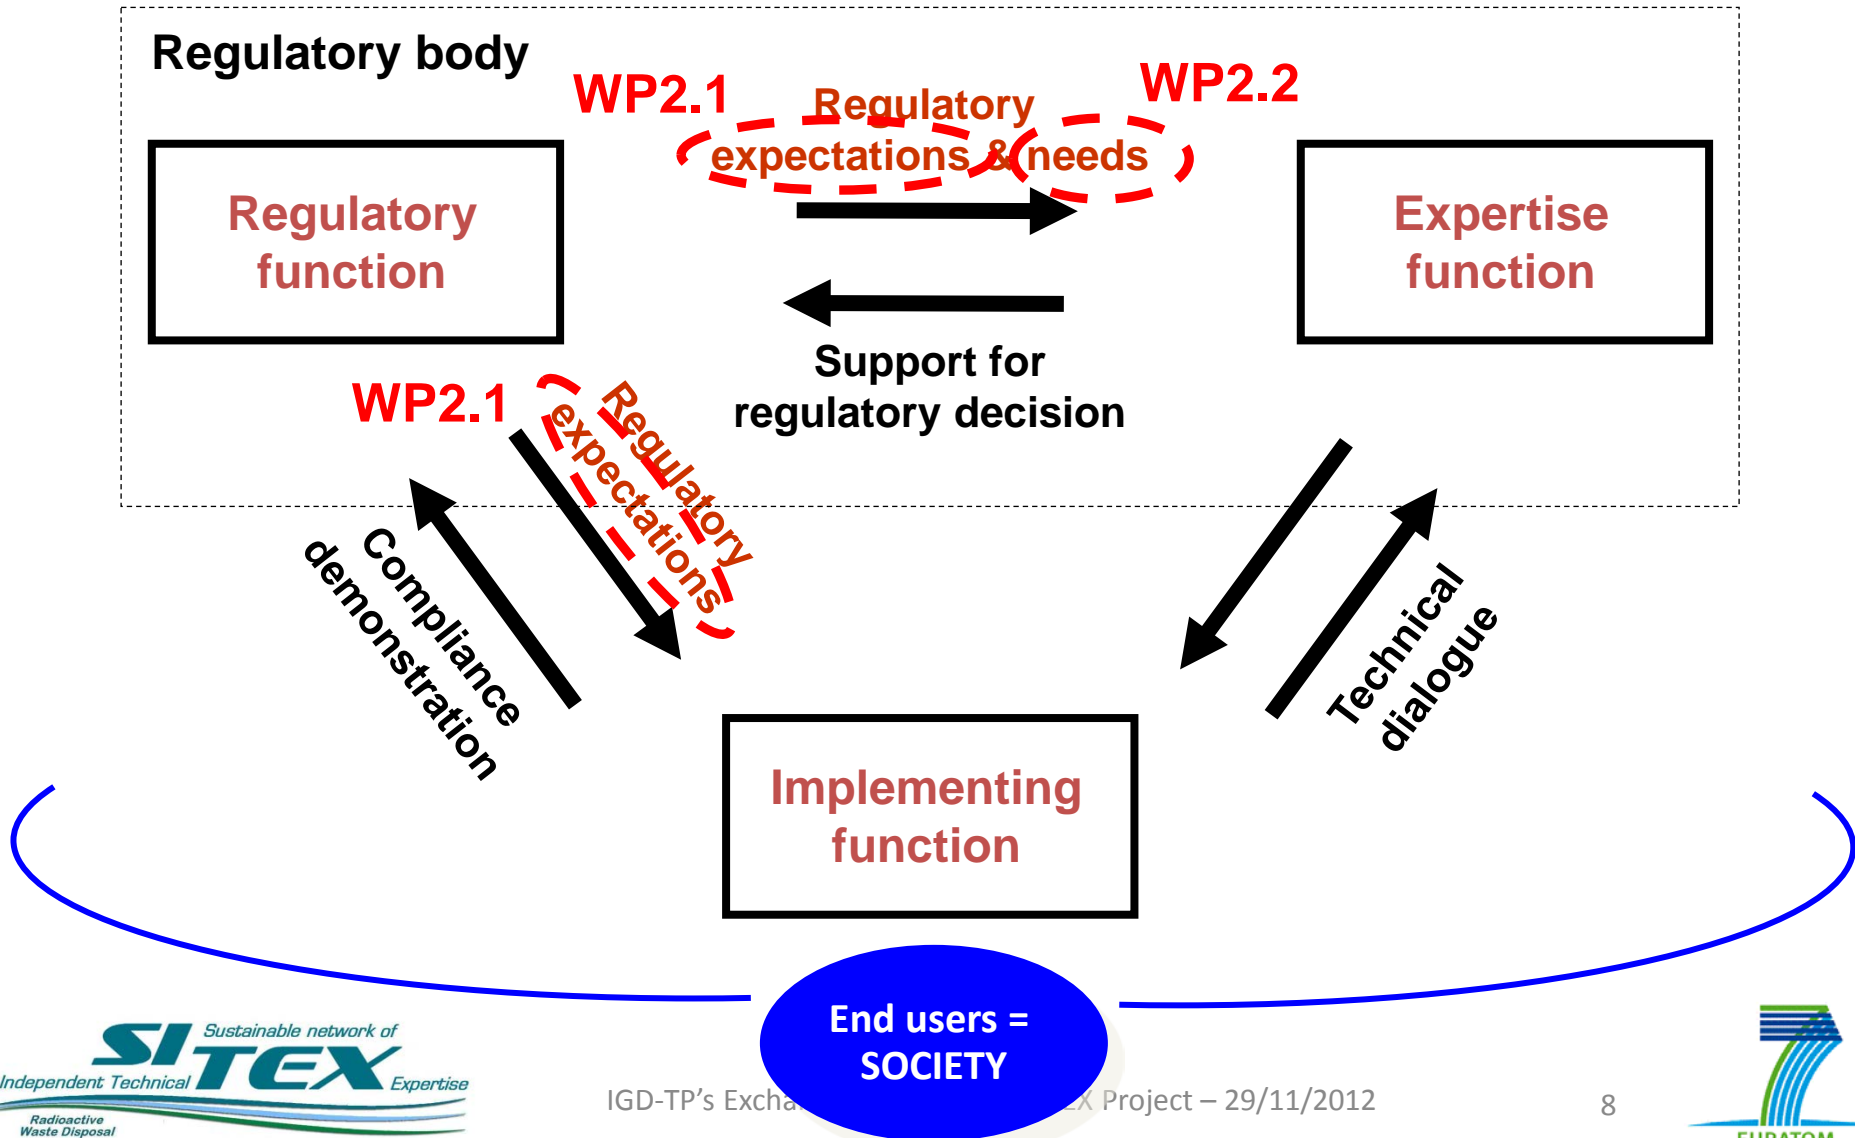 Regulatory body
WP2.1
WP2.2
Regulatory
expectations & needs
Regulatory
function
Expertise
function
Support for
regulatory decision
WP2.1
Regulatory
expectations
Compliance
demonstration
Technical
dialogue
Implementing
function
End users =
SOCIETY
SITEX
Sustainable network of
Independent Technical
Expertise
Radioactive
Waste Disposal
IGD-TP's Project – 29/11/2012
8
7
EURATOM